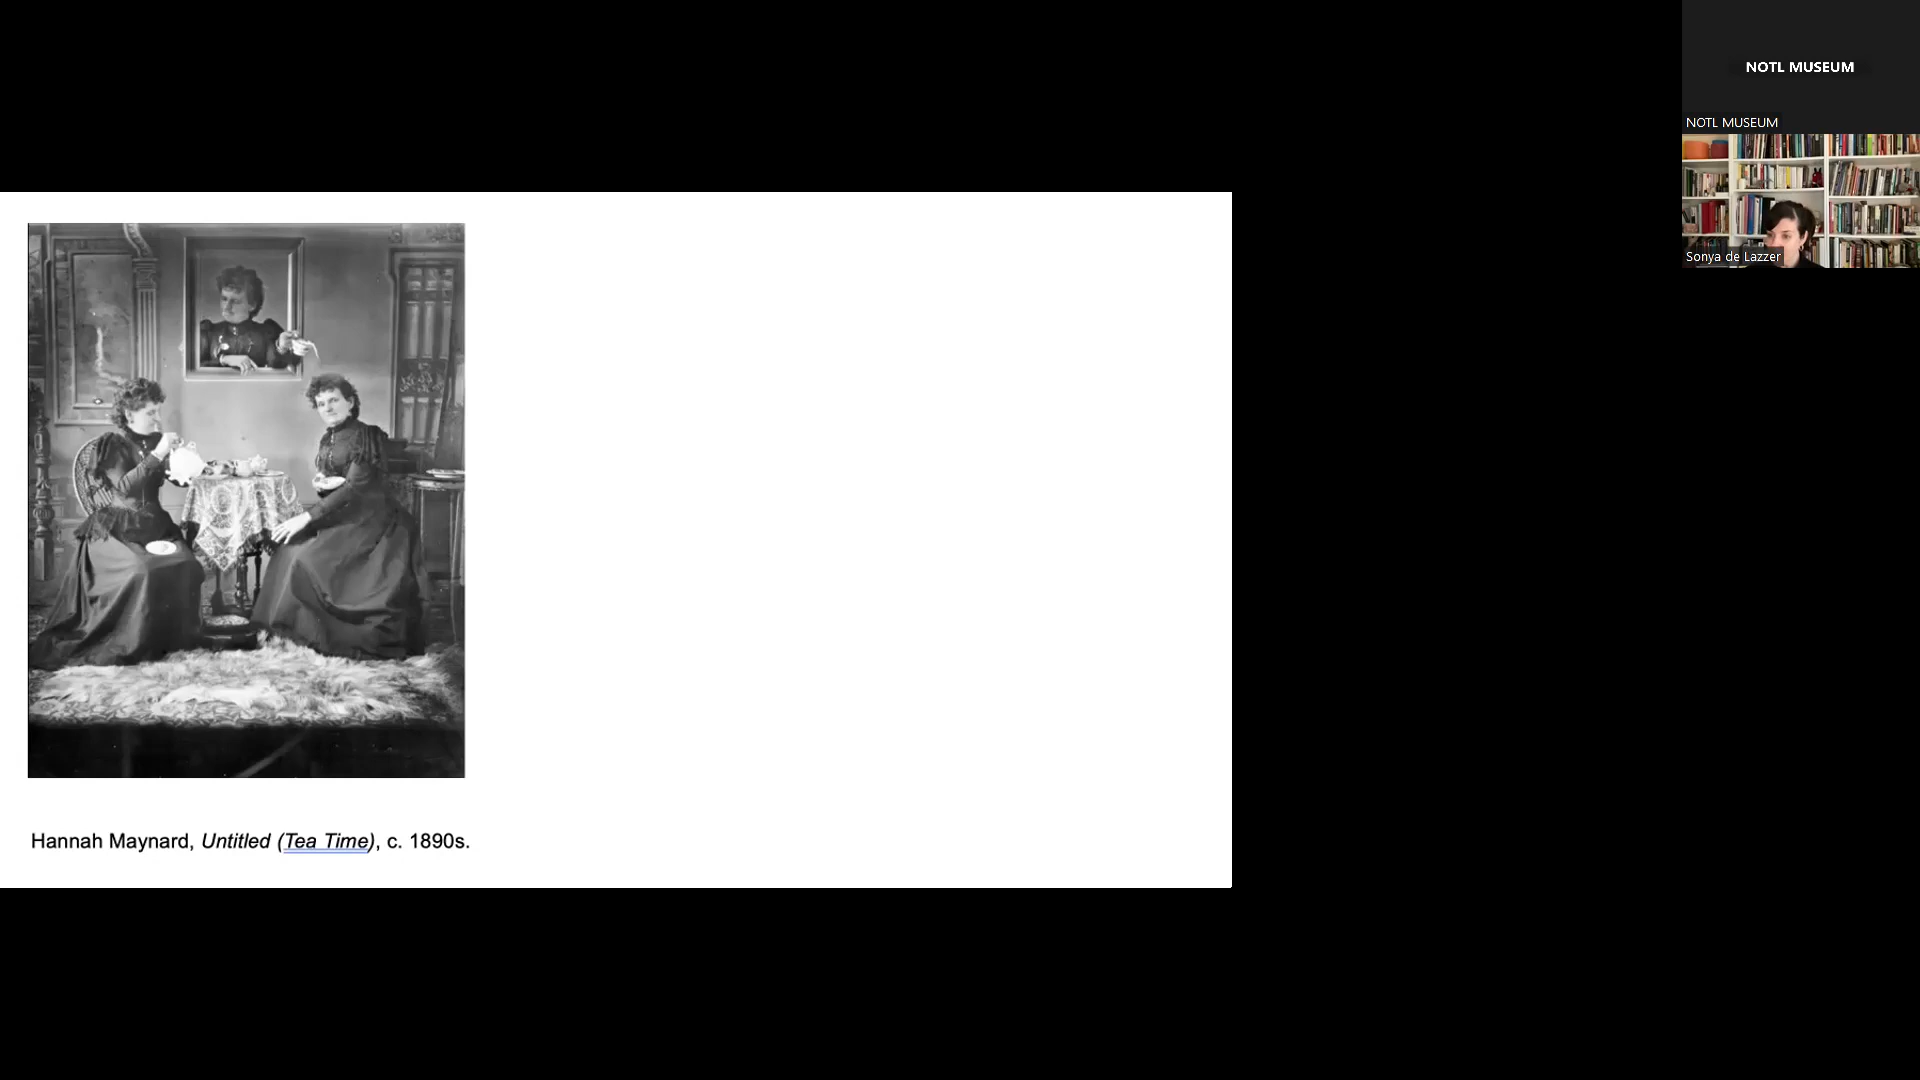 NOTL MUSEUM
NOTL MUSEUM
Sonya de Lazzer
Hannah Maynard, Untitled (Tea Time), c. 1890s.